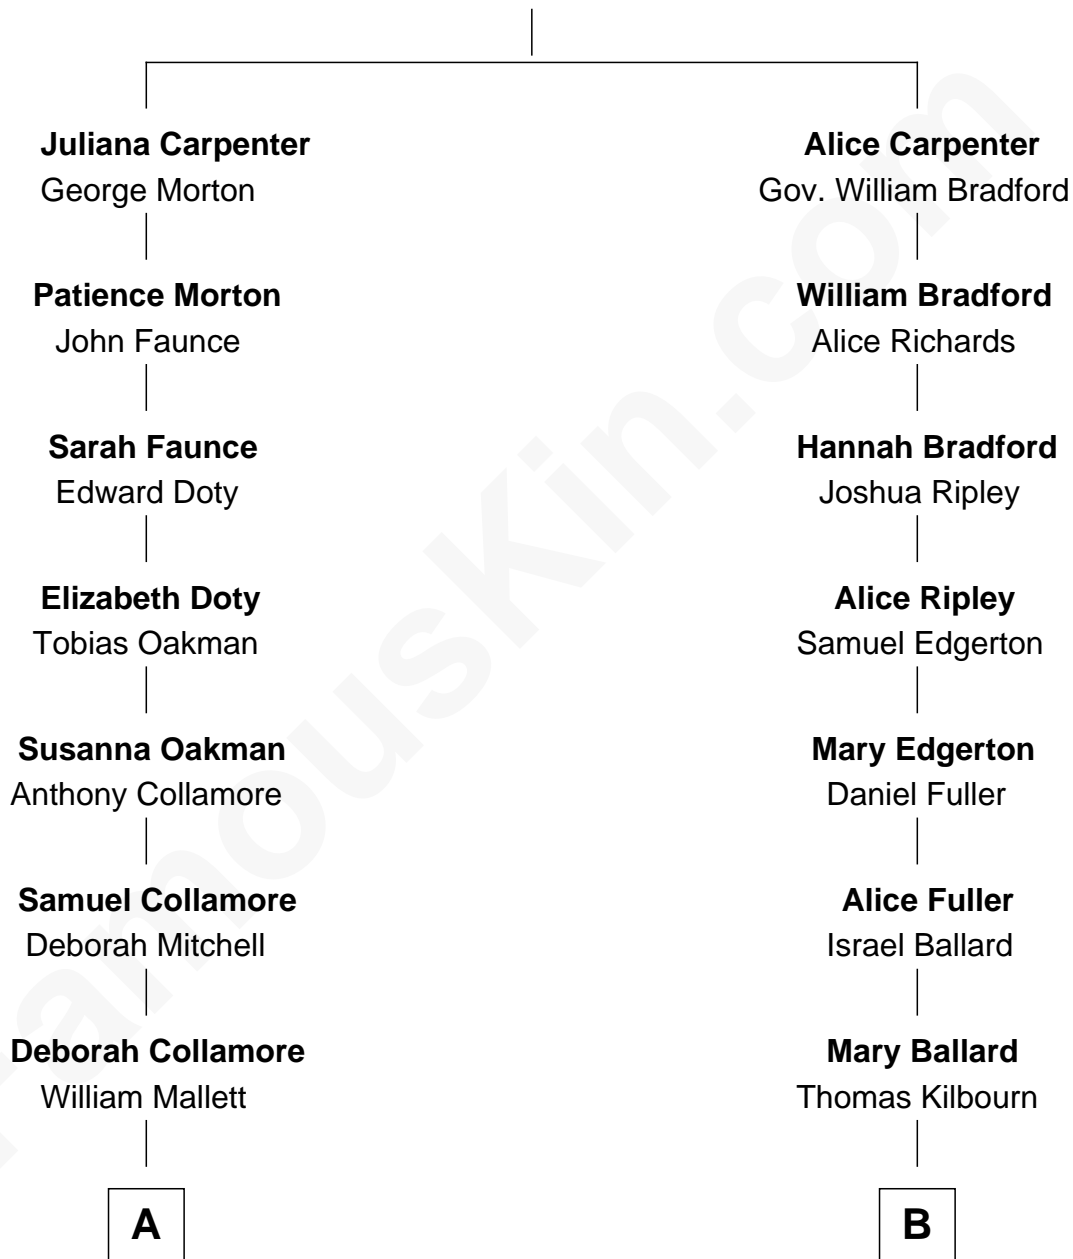 Juliana Carpenter
George Morton
Patience Morton
John Faunce
Sarah Faunce
Edward Doty
Elizabeth Doty
Tobias Oakman
Susanna Oakman
Anthony Collamore
Samuel Collamore
Deborah Mitchell
Deborah Collamore
William Mallett
A
Alice Carpenter
Gov. William Bradford
William Bradford
Alice Richards
Hannah Bradford
Joshua Ripley
Alice Ripley
Samuel Edgerton
Mary Edgerton
Daniel Fuller
Alice Fuller
Israel Ballard
Mary Ballard
Thomas Kilbourn
B
FamousKin.com